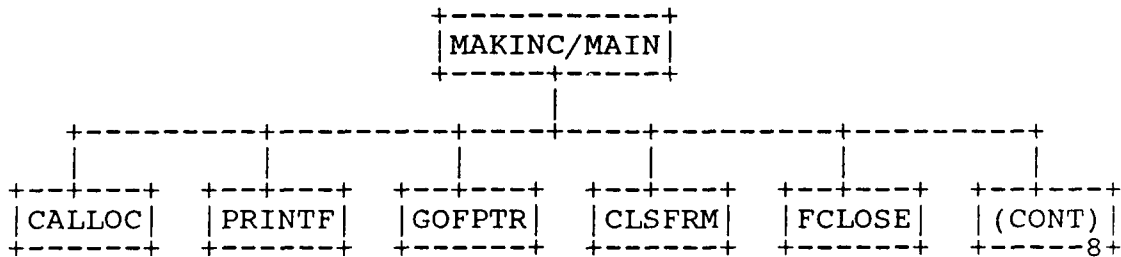 MAKINC/MAIN
CALLOC PRINTF GOFPTR CLSFRM FCLOSE (CONT)
8